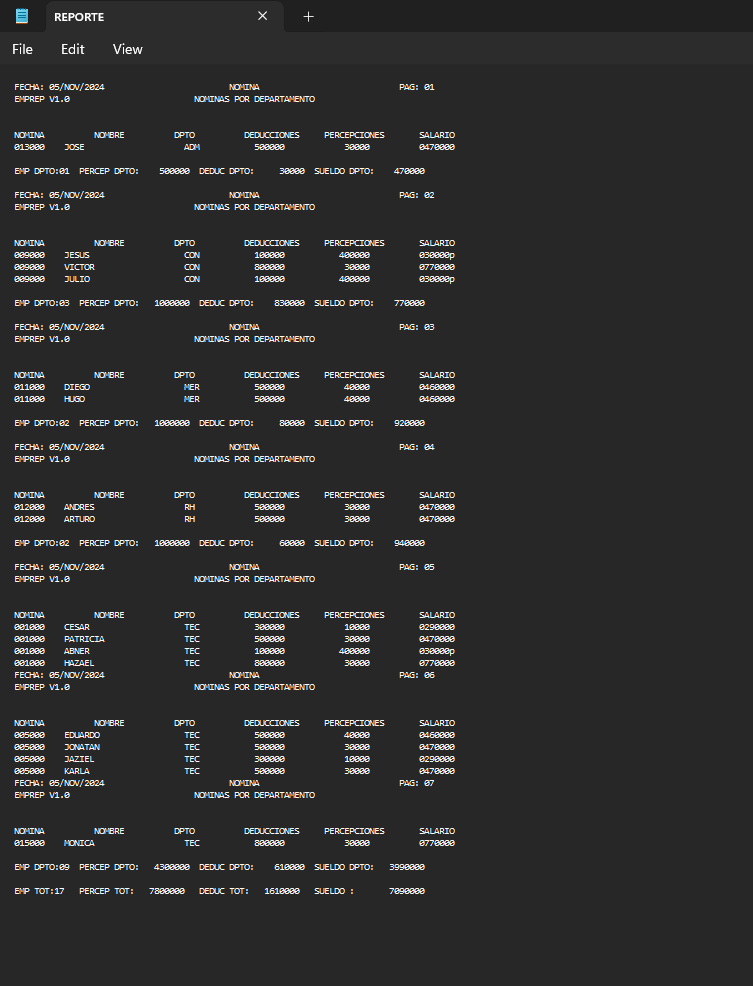 REPORTE
File Edit View
FECHA: 05/NOV/2024 NOMINA PAG: 01
EMPREP V1.0 NOMINAS POR DEPARTAMENTO
NOMINA NOMBRE DPTO DEDUCCIONES PERCEPCIONES SALARIO
013000 JOSE ADM 500000 30000 0470000
EMP DPTO:01 PERCEP DPTO: 500000 DEDUC DPTO: 30000 SUELDO DPTO: 470000
FECHA: 05/NOV/2024 NOMINA PAG: 02
EMPREP V1.0 NOMINAS POR DEPARTAMENTO
NOMINA NOMBRE DPTO DEDUCCIONES PERCEPCIONES SALARIO
009000 JESUS CON 100000 400000 030000p
009000 VICTOR CON 800000 30000 0770000
009000 JULIO CON 100000 400000 030000p
EMP DPTO:03 PERCEP DPTO: 1000000 DEDUC DPTO: 830000 SUELDO DPTO: 770000
FECHA: 05/NOV/2024 NOMINA PAG: 03
EMPREP V1.0 NOMINAS POR DEPARTAMENTO
NOMINA NOMBRE DPTO DEDUCCIONES PERCEPCIONES SALARIO
011000 DIEGO MER 500000 40000 0460000
011000 HUGO MER 500000 40000 0460000
EMP DPTO:02 PERCEP DPTO: 1000000 DEDUC DPTO: 80000 SUELDO DPTO: 920000
FECHA: 05/NOV/2024 NOMINA PAG: 04
EMPREP V1.0 NOMINAS POR DEPARTAMENTO
NOMINA NOMBRE DPTO DEDUCCIONES PERCEPCIONES SALARIO
012000 ANDRES RH 500000 30000 0470000
012000 ARTURO RH 500000 30000 0470000
EMP DPTO:02 PERCEP DPTO: 1000000 DEDUC DPTO: 60000 SUELDO DPTO: 940000
FECHA: 05/NOV/2024 NOMINA PAG: 05
EMPREP V1.0 NOMINAS POR DEPARTAMENTO
NOMINA NOMBRE DPTO DEDUCCIONES PERCEPCIONES SALARIO
001000 CESAR TEC 300000 10000 0290000
001000 PATRICIA TEC 500000 30000 0470000
001000 ABNER TEC 100000 400000 030000p
001000 HAZAEL TEC 800000 30000 0770000
FECHA: 05/NOV/2024 NOMINA PAG: 06
EMPREP V1.0 NOMINAS POR DEPARTAMENTO
NOMINA NOMBRE DPTO DEDUCCIONES PERCEPCIONES SALARIO
005000 EDUARDO TEC 500000 40000 0460000
005000 JONATAN TEC 500000 30000 0470000
005000 JAZIEL TEC 300000 10000 0290000
005000 KARLA TEC 500000 30000 0470000
FECHA: 05/NOV/2024 NOMINA PAG: 07
EMPREP V1.0 NOMINAS POR DEPARTAMENTO
NOMINA NOMBRE DPTO DEDUCCIONES PERCEPCIONES SALARIO
015000 MONICA TEC 800000 30000 0770000
EMP DPTO:09 PERCEP DPTO: 4300000 DEDUC DPTO: 610000 SUELDO DPTO: 3990000
EMP TOT:17 PERCEP TOT: 7800000 DEDUC TOT: 1610000 SUELDO : 7090000